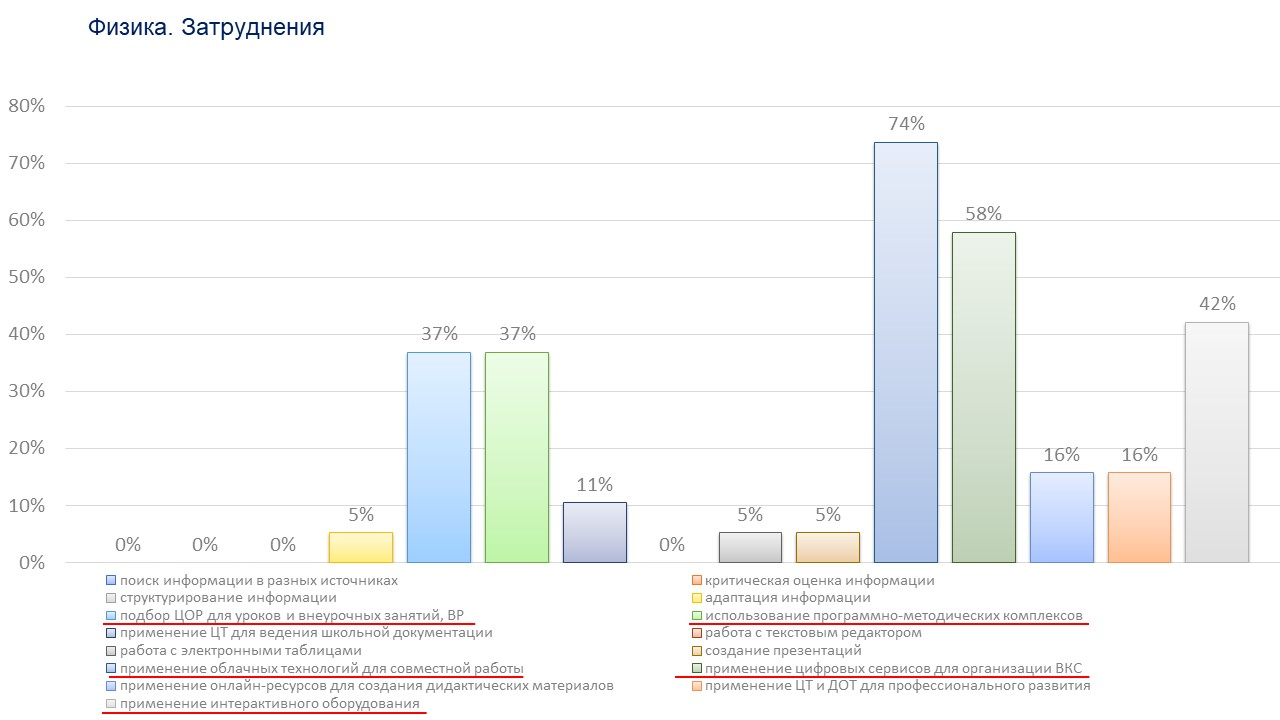 Физика. Затруднения
80%
70%
60%
50%
40%
30%
20%
10%
0%
0%
0%
0%
5%
37%
37%
11%
0%
5%
5%
74%
58%
16%
16%
42%
поиск информации в разных источниках
критическая оценка информации
структурирование информации
адаптация информации
подбор ЦОР для уроков и внеурочных занятий, ВР
использование программно-методических комплексов
применение ЦТ для ведения школьной документации
работа с текстовым редактором
работа с электронными таблицами
создание презентаций
применение облачных технологий для совместной работы
применение цифровых сервисов для организации ВКС
применение онлайн-ресурсов для создания дидактических материалов
применение ЦТ и ДОТ для профессионального развития
применение интерактивного оборудования